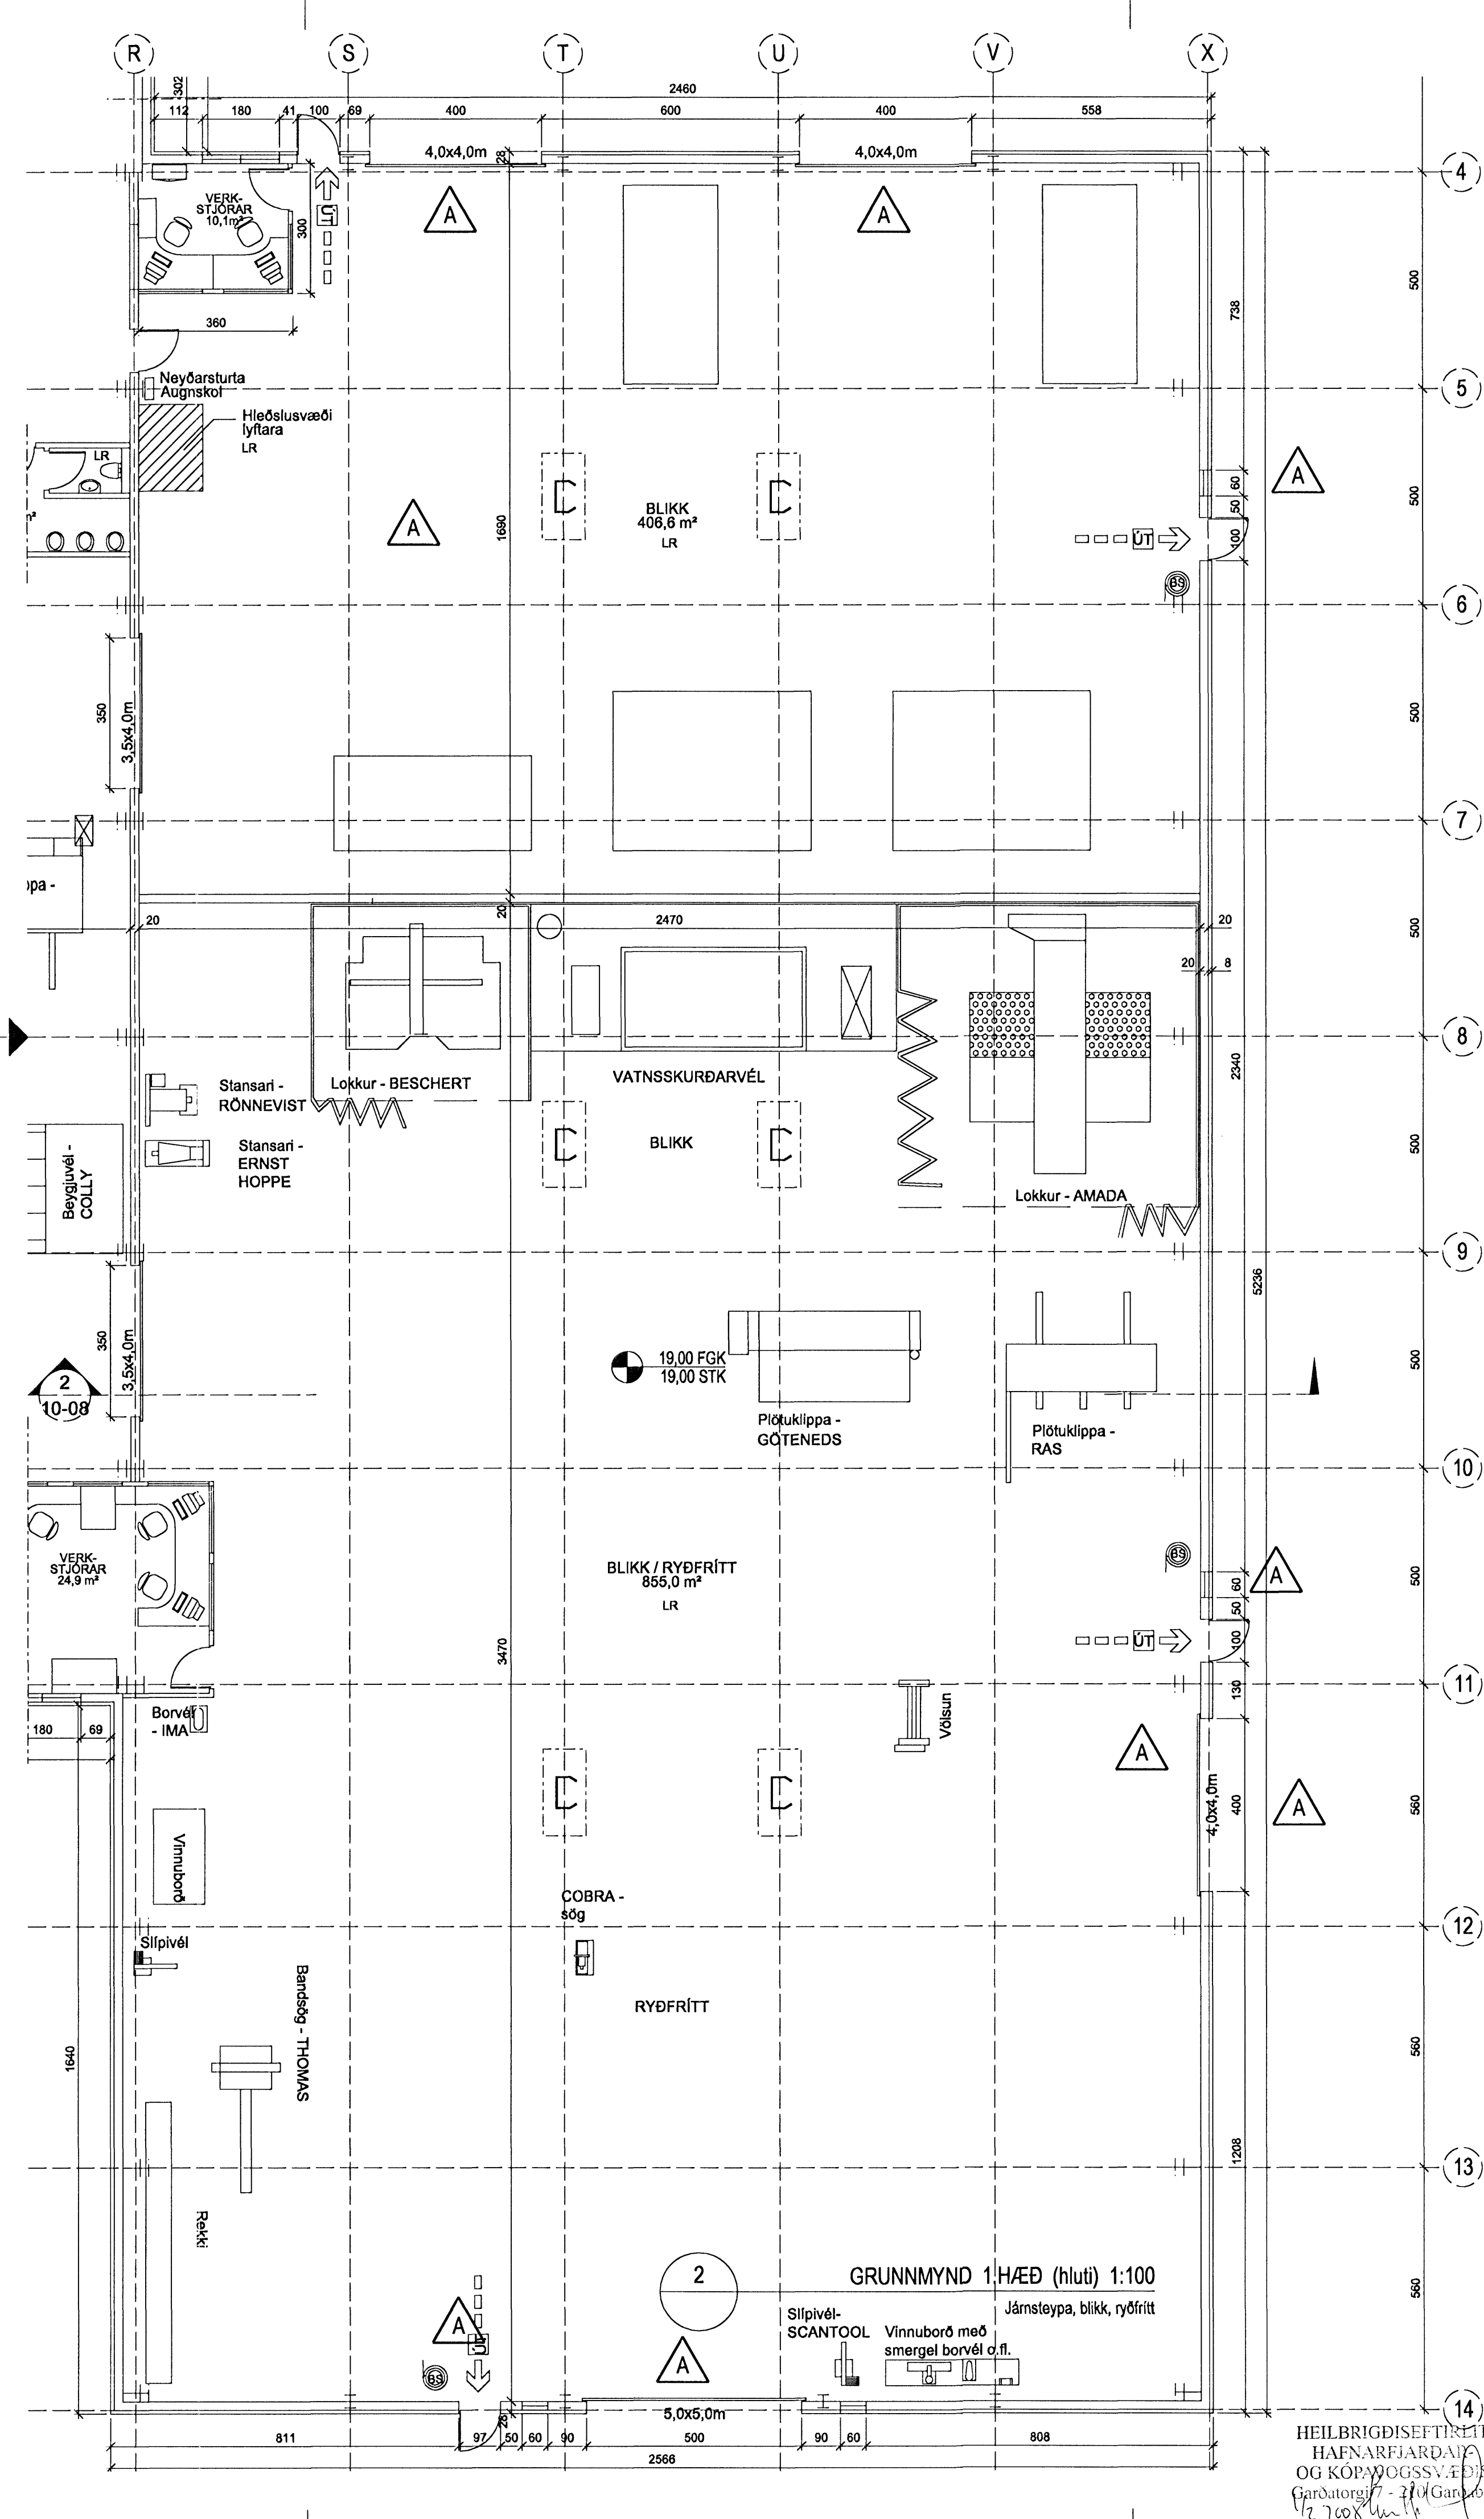 R S T U V X
2460
302
112 180 41 100 69 400 600 400 558
4,0x4,0m 28 4,0x4,0m
4
VERK-
STJÓRAR
10,1m²
ÚT
300
A
A
500
738
360
Neyðarsturta
Augnskol
5
Hleðslusvæði
lyftara
LR
LR
m²
A
A
60
50
100
500
1690
BLIKK
406,6 m²
LR
ÚT
BS
6
350
3,5x4,0m
500
7
20
20
2470
20
20 8
500
8
2340
Stansari -
RÖNNEVIST
Lokkur - BESCHERT
VATNSSKURÐARVÉL
Stansari -
ERNST
HOPPE
BLIKK
Beygjuvél -
COLLY
Lokkur - AMADA
500
9
5236
350
3,5x4,0m
2
10-08
19,00 FGK
19,00 STK
500
Plötuklippa -
GÖTENEDS
Plötuklippa -
RAS
10
VERK-
STJÓRAR
24,9 m²
BLIKK / RYÐFRÍTT
855,0 m²
LR
BS
A
60
50
100
500
3470
ÚT
11
130
180 69
Borvél
- IMA
Völsun
A
A
4,0x4,0m
400
560
Vinnuborð
COBRA -
sög
12
Slípivél
Bandsög - THOMAS
RYÐFRÍTT
1640
560
1208
13
Rekki
2
GRUNNMYND 1.HÆÐ (hluti) 1:100
Járnsteypa, blikk, ryðfrítt
560
Slípivél-
SCANTOOL
Vinnuborð með
smergel borvél o.fl.
A
ÚT
A
BS
5,0x5,0m
14
28
811 97 50 60 90 500 90 60 808
2566
HEILBRIGÐISEFTIRLIT
HAFNARFJARÐAR-
OG KÓPAVOGSSVÆÐIS
Garðatorgi 7 - 210